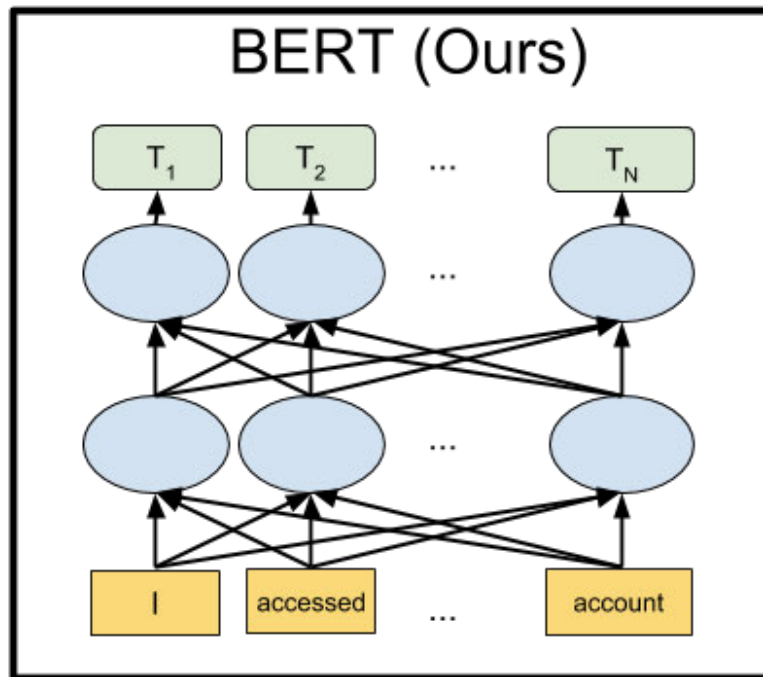 BERT (Ours)
T1 T2 ... TN
...
...
I accessed ... account